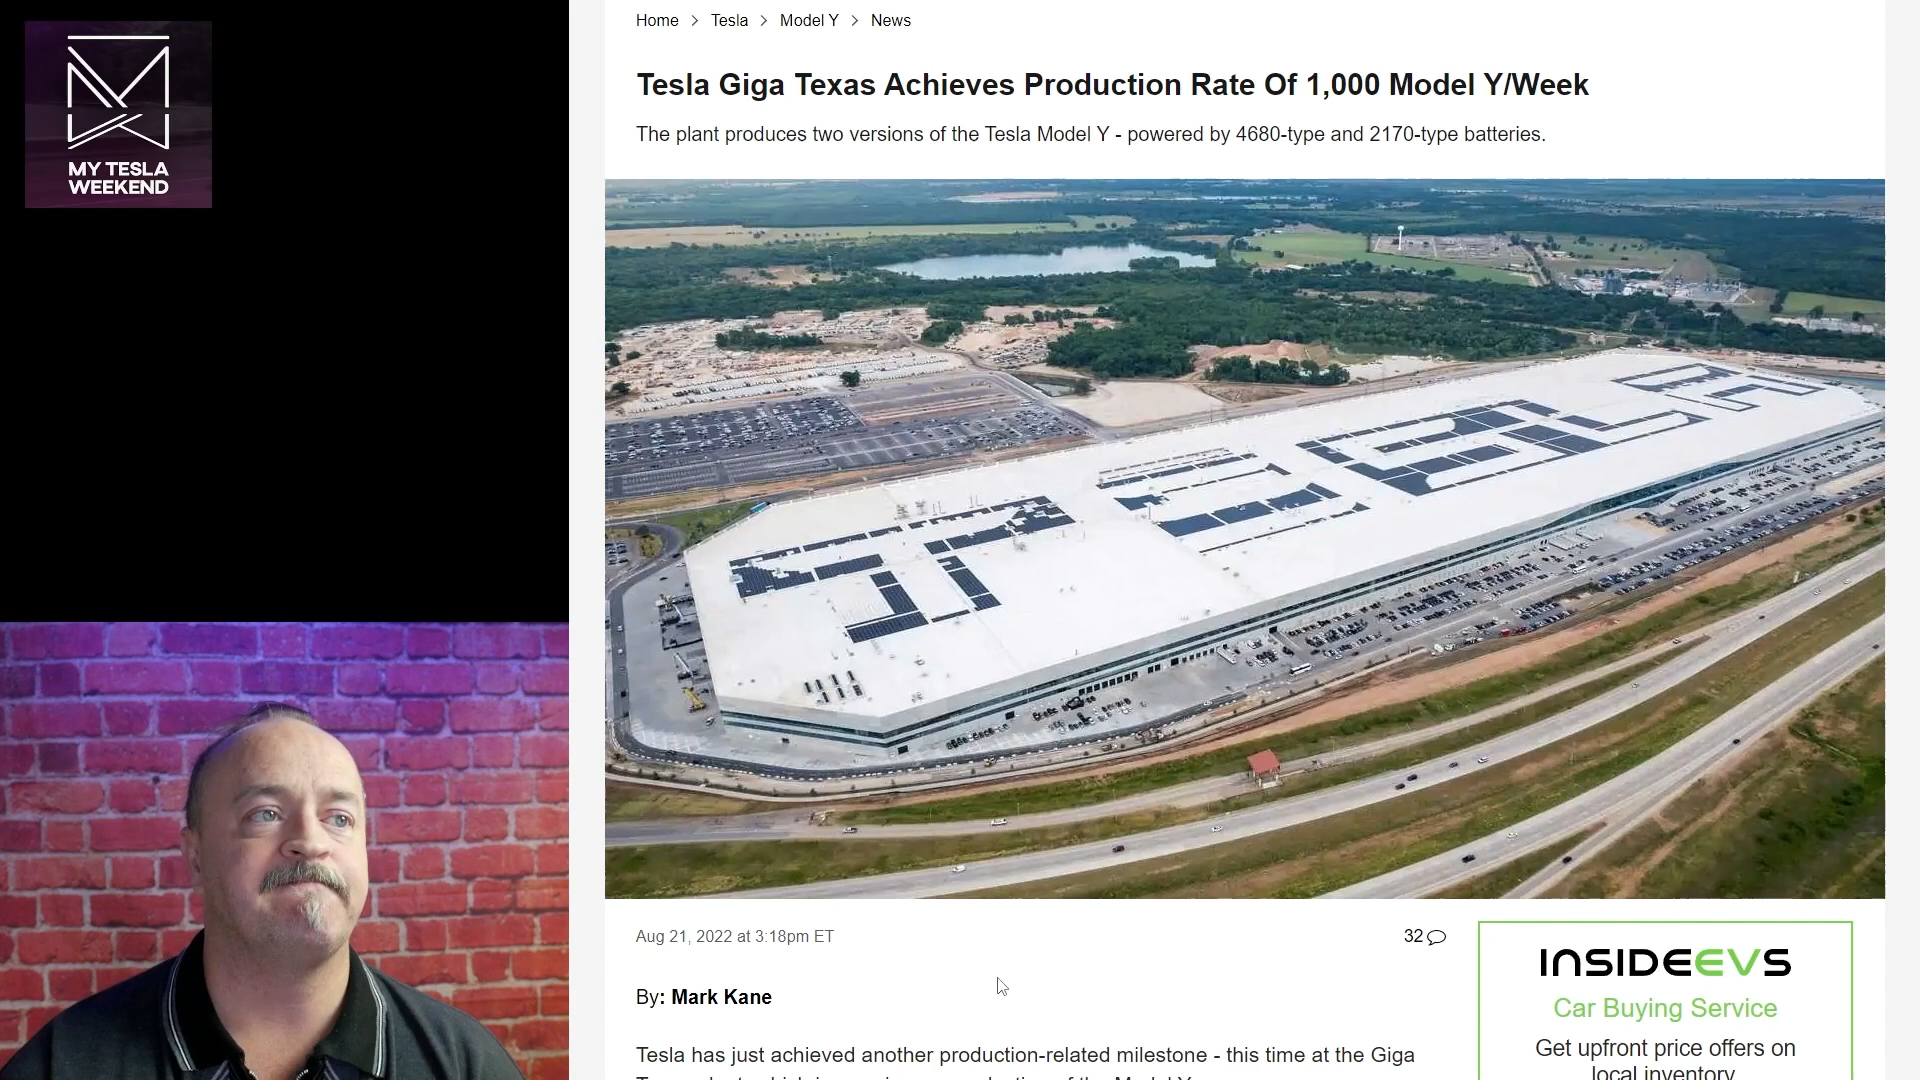 MY TESLA
WEEKEND
Home > Tesla > Model Y > News
Tesla Giga Texas Achieves Production Rate Of 1,000 Model Y/Week
The plant produces two versions of the Tesla Model Y - powered by 4680-type and 2170-type batteries.
TESLA
Aug 21, 2022 at 3:18pm ET
32
By: Mark Kane
Tesla has just achieved another production-related milestone - this time at the Giga
INSIDEEVS
Car Buying Service
Get upfront price offers on
local inventory